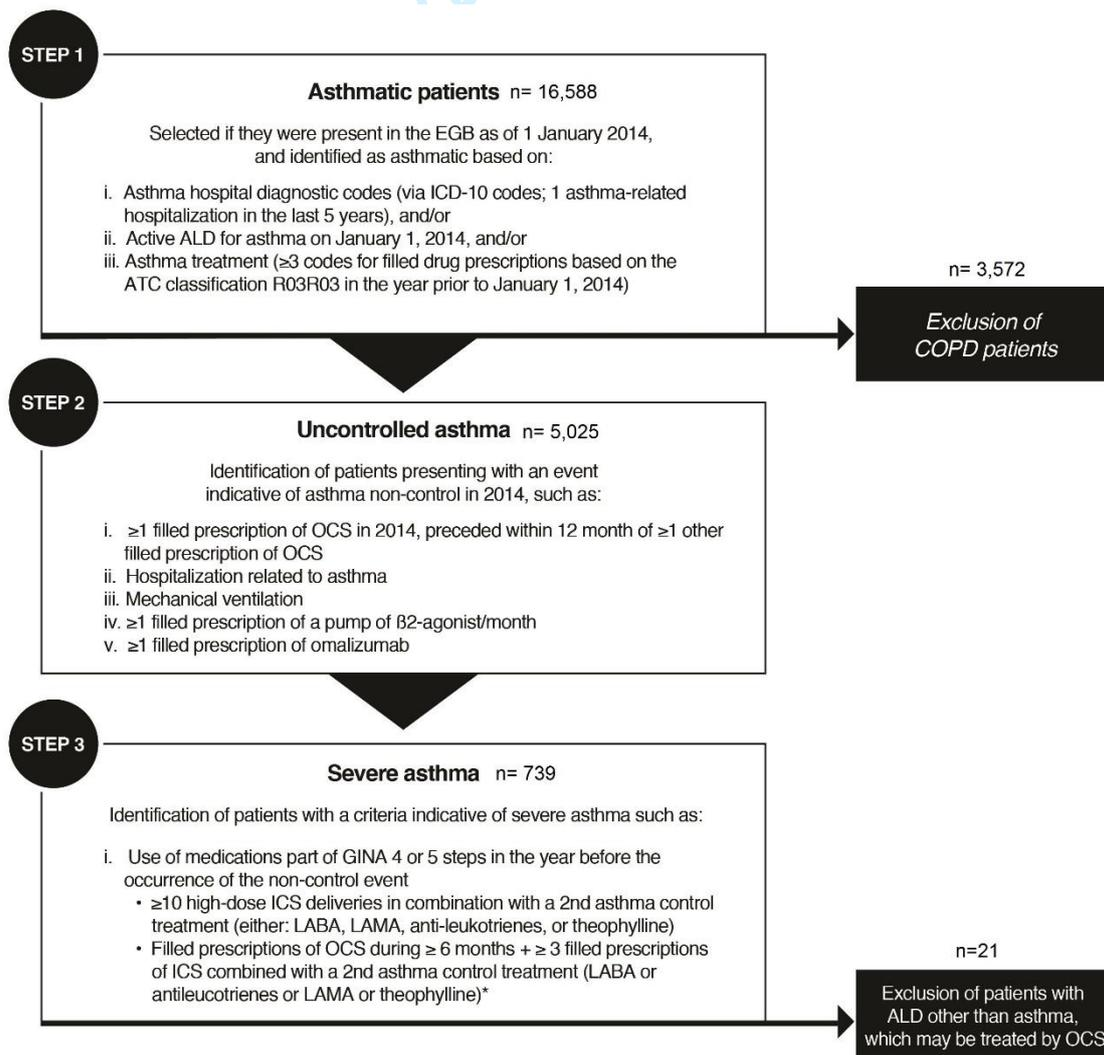 STEP 1
Asthmatic patients n= 16,588
Selected if they were present in the EGB as of 1 January 2014,
and identified as asthmatic based on:
i. Asthma hospital diagnostic codes (via ICD-10 codes; 1 asthma-related
hospitalization in the last 5 years), and/or
ii. Active ALD for asthma on January 1, 2014, and/or
iii. Asthma treatment (≥3 codes for filled drug prescriptions based on the
ATC classification R03R03 in the year prior to January 1, 2014)
n= 3,572
Exclusion of
COPD patients
STEP 2
Uncontrolled asthma n= 5,025
Identification of patients presenting with an event
indicative of asthma non-control in 2014, such as:
i. ≥1 filled prescription of OCS in 2014, preceded within 12 month of ≥1 other
filled prescription of OCS
ii. Hospitalization related to asthma
iii. Mechanical ventilation
iv. ≥1 filled prescription of a pump of ß2-agonist/month
v. ≥1 filled prescription of omalizumab
STEP 3
Severe asthma n= 739
Identification of patients with a criteria indicative of severe asthma such as:
i. Use of medications part of GINA 4 or 5 steps in the year before the
occurrence of the non-control event
• ≥10 high-dose ICS deliveries in combination with a 2nd asthma control
treatment (either: LABA, LAMA, anti-leukotrienes, or theophylline)
• Filled prescriptions of OCS during ≥ 6 months + ≥ 3 filled prescriptions
of ICS combined with a 2nd asthma control treatment (LABA or
antileucotrienes or LAMA or theophylline)*
n=21
Exclusion of patients with
ALD other than asthma,
which may be treated by OCS